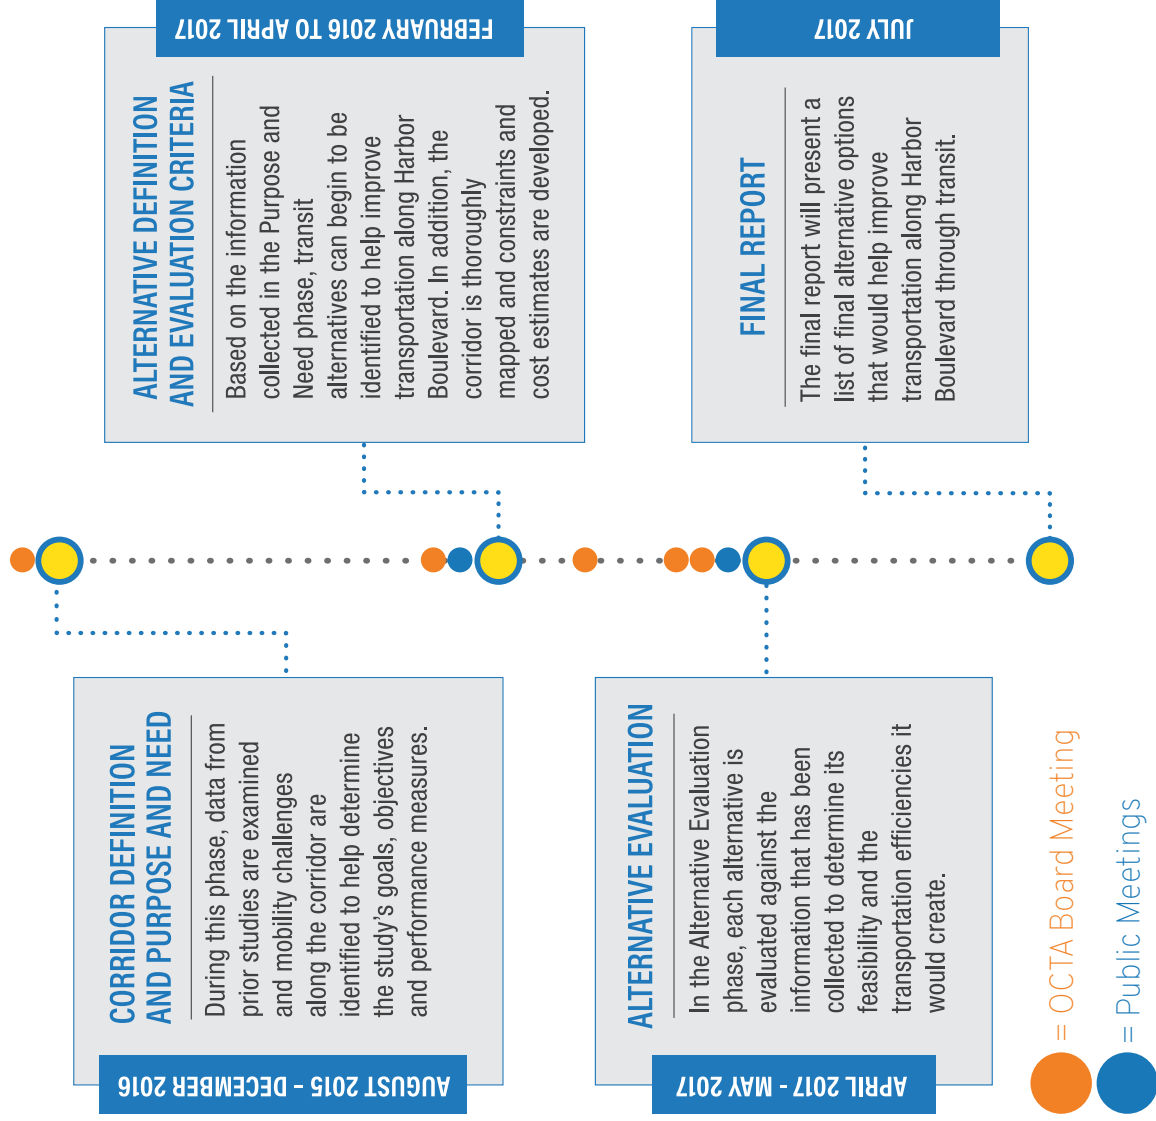 AUGUST 2015 – DECEMBER 2016
CORRIDOR DEFINITION
AND PURPOSE AND NEED
During this phase, data from
prior studies are examined
and mobility challenges
along the corridor are
identified to help determine
the study’s goals, objectives
and performance measures.
FEBRUARY 2016 TO APRIL 2017
ALTERNATIVE DEFINITION
AND EVALUATION CRITERIA
Based on the information
collected in the Purpose and
Need phase, transit
alternatives can begin to be
identified to help improve
transportation along Harbor
Boulevard. In addition, the
corridor is thoroughly
mapped and constraints and
cost estimates are developed.
APRIL 2017 - MAY 2017
ALTERNATIVE EVALUATION
In the Alternative Evaluation
phase, each alternative is
evaluated against the
information that has been
collected to determine its
feasibility and the
transportation efficiencies it
would create.
JULY 2017
FINAL REPORT
The final report will present a
list of final alternative options
that would help improve
transportation along Harbor
Boulevard through transit.
= OCTA Board Meeting
= Public Meetings